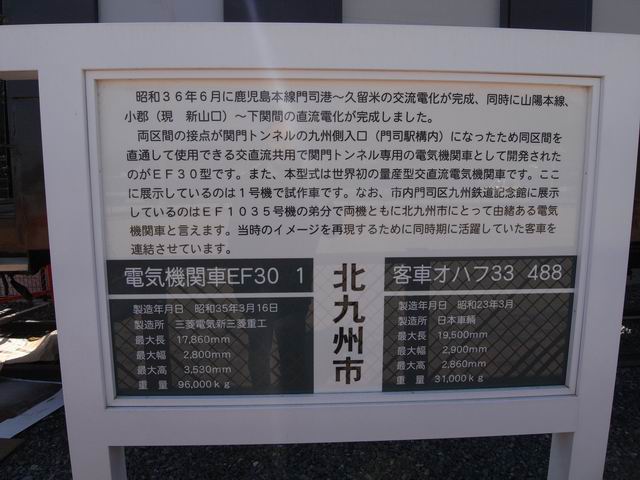 昭和36年6月に鹿児島本線門司港～久留米の交流電化が完成、同時に山陽本線、
小郡（現 新山口）～下関間の直流電化が完成しました。
両区間の接点が関門トンネルの九州側入口（門司駅構内）になったため同区間を
直通して使用できる交直流共用で関門トンネル専用の電気機関車として開発された
のがEF30型です。また、本型式は世界初の量産型交直流電気機関車です。ここ
に展示しているのは1号機で試作車です。なお、市内門司区九州鉄道記念館に展示
しているのはEF1035号機の弟分で両機ともに北九州市にとって由緒ある電気
機関車と言えます。当時のイメージを再現するために同時期に活躍していた客車を
連結させています。
電気機関車EF30 1
製造年月日 昭和35年3月16日
製造所 三菱電気新三菱重工
最大長 17,860mm
最大幅 2,800mm
最大高 3,530mm
重量 96,000kg
北九州市
客車オハフ33 488
製造年月日 昭和23年3月
製造所 日本車輌
最大長 19,500mm
最大幅 2,900mm
最大高 2,860mm
重量 31,000kg